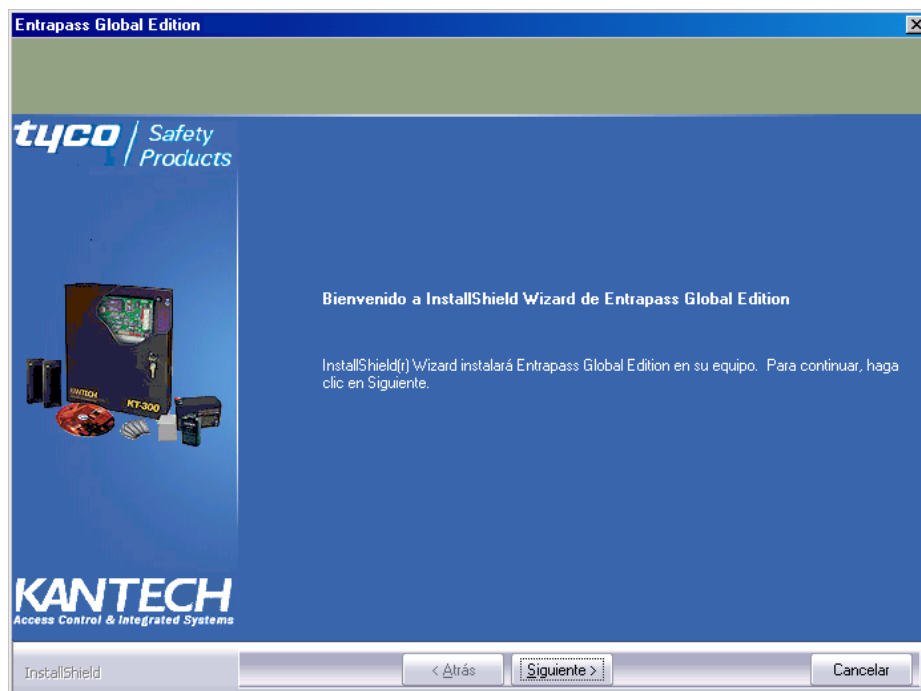 Entrapass Global Edition
tyco / Safety
Products
Bienvenido a InstallShield Wizard de Entrapass Global Edition
InstallShield(r) Wizard instalará Entrapass Global Edition en su equipo. Para continuar, haga
clic en Siguiente.
KANTECH
KT-300
KANTECH
Access Control & Integrated Systems
InstallShield
< Atrás
Siguiente >
Cancelar